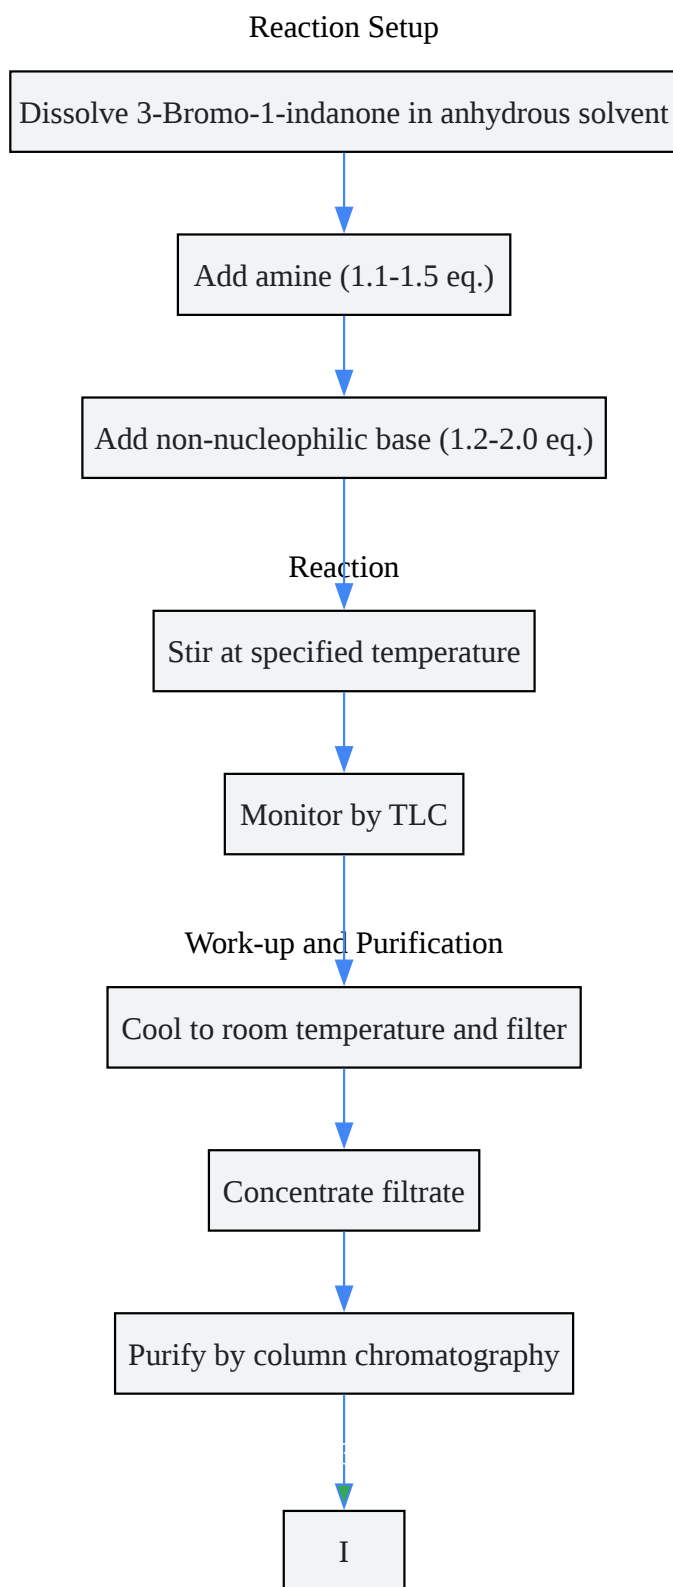 Reaction Setup
Dissolve 3-Bromo-1-indanone in anhydrous solvent
Add amine (1.1-1.5 eq.)
Add non-nucleophilic base (1.2-2.0 eq.)
Reaction
Stir at specified temperature
Monitor by TLC
Work-up and Purification
Cool to room temperature and filter
Concentrate filtrate
Purify by column chromatography
I